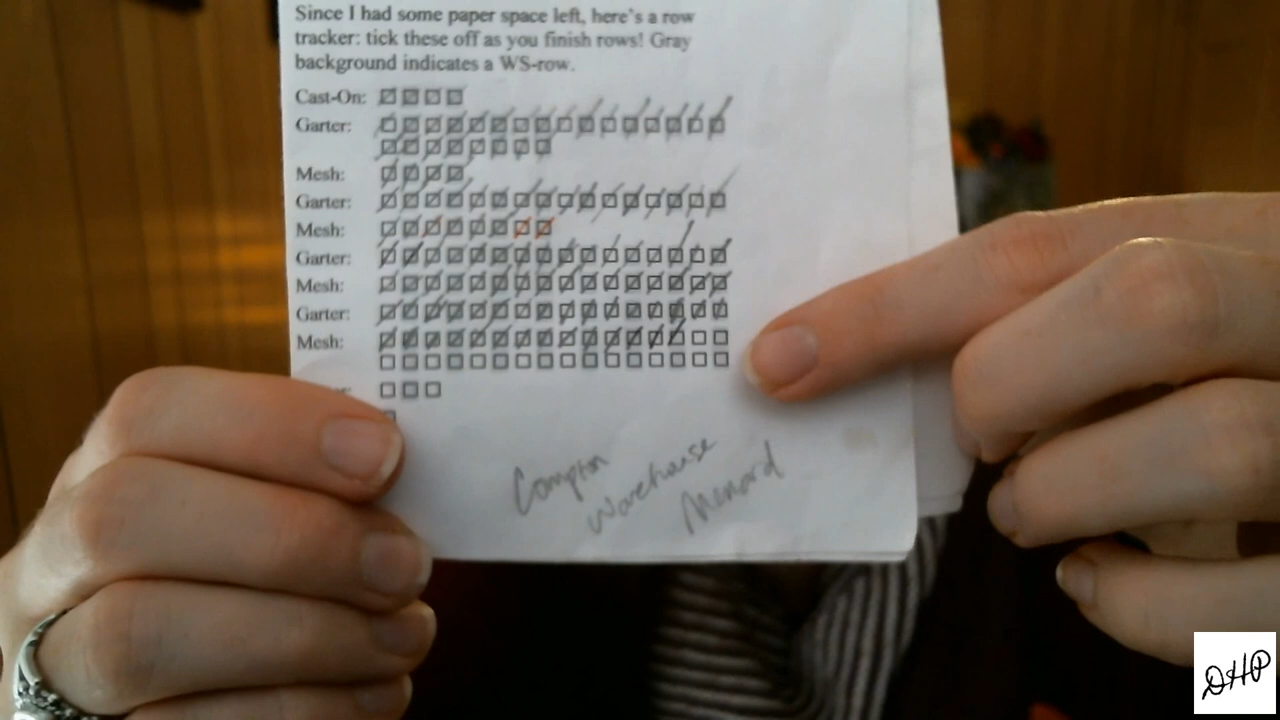 Since I had some paper space left, here's a row
tracker: tick these off as you finish rows! Gray
background indicates a WS-row.
Cast-On:
Garter:
Mesh:
Garter:
Mesh:
Garter:
Mesh:
Garter:
Mesh:
Compton
Warehouse
Menard
DHP